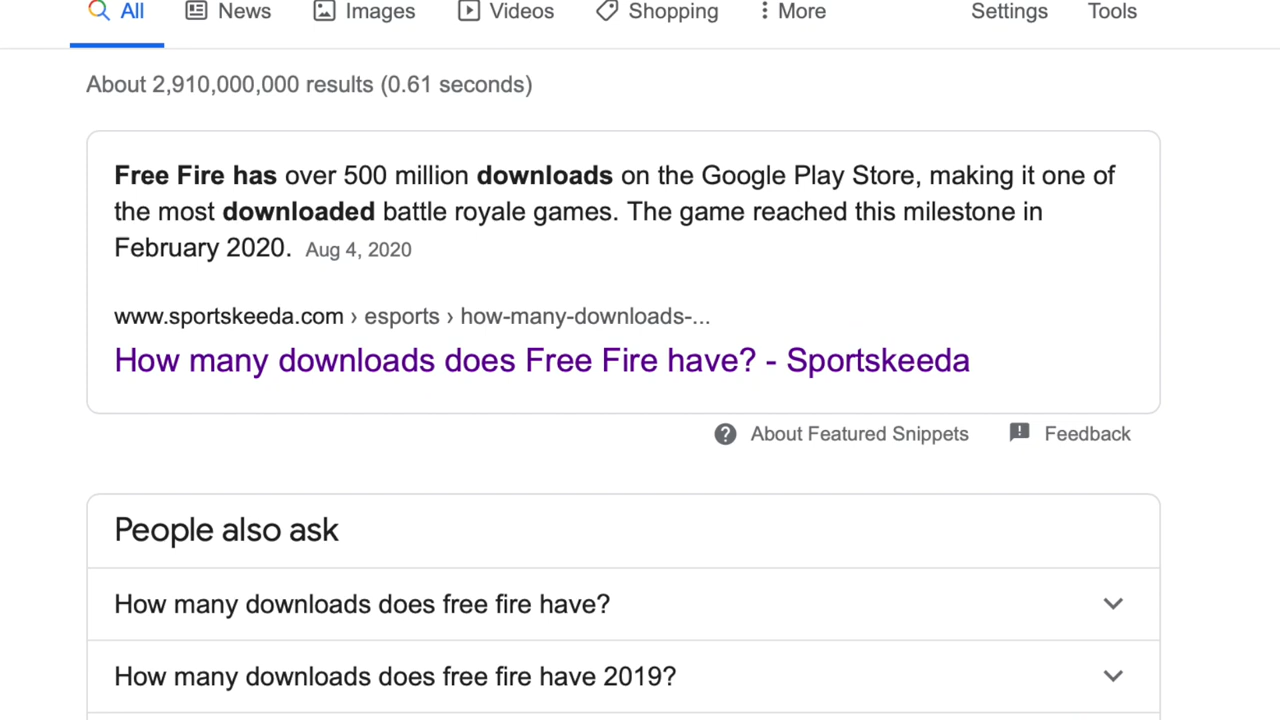 All News Images Videos Shopping More Settings Tools
About 2,910,000,000 results (0.61 seconds)
Free Fire has over 500 million downloads on the Google Play Store, making it one of
the most downloaded battle royale games. The game reached this milestone in
February 2020. Aug 4, 2020
www.sportskeeda.com › esports › how-many-downloads-...
How many downloads does Free Fire have? - Sportskeeda
About Featured Snippets Feedback
People also ask
How many downloads does free fire have?
How many downloads does free fire have 2019?